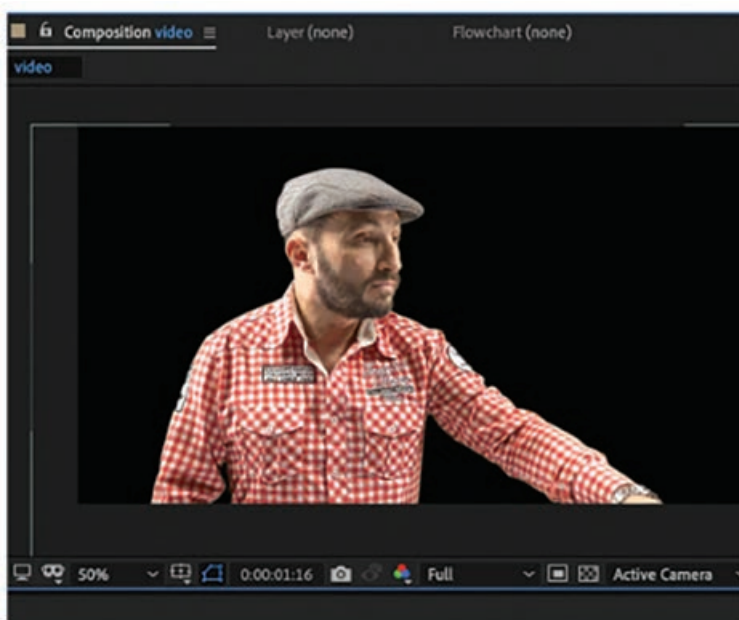 Composition video Layer (none) Flowchart (none)
video
50% 0:00:01:16 Full Active Camera